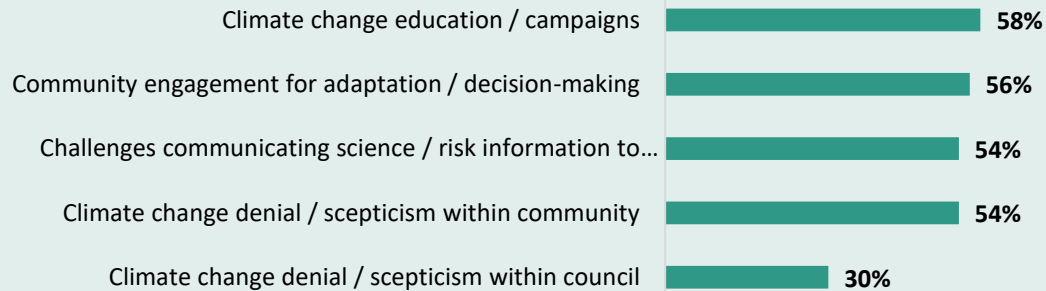 Climate change education / campaigns 58%
Community engagement for adaptation / decision-making 56%
Challenges communicating science / risk information to… 54%
Climate change denial / scepticism within community 54%
Climate change denial / scepticism within council 30%